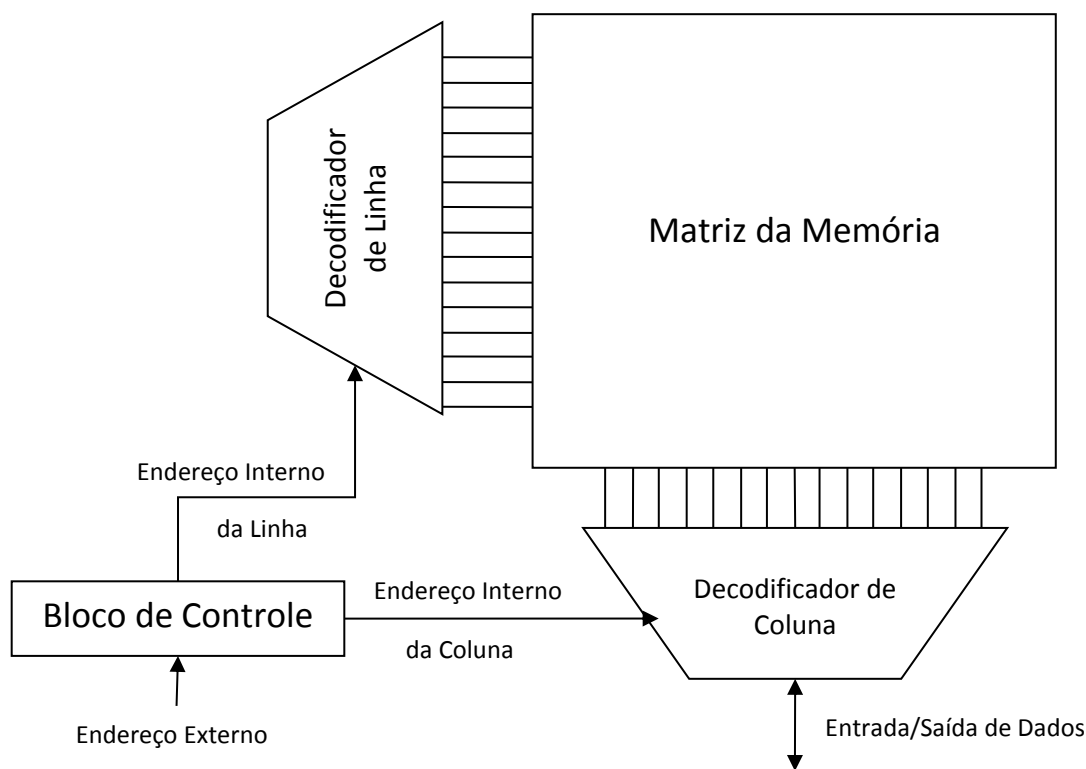 Decodificador
de Linha
Matriz da Memória
Endereço Interno
da Linha
Bloco de Controle
Endereço Interno
da Coluna
Decodificador de
Coluna
Endereço Externo
Entrada/Saída de Dados